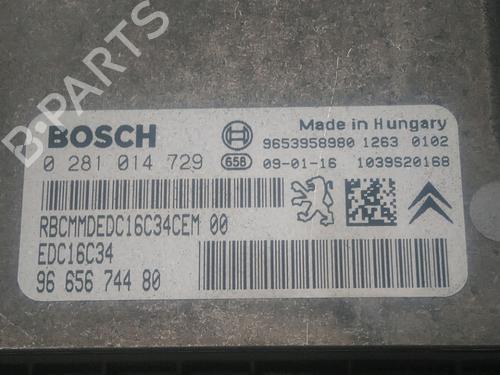 B-PARTS
BOSCH
Made in Hungary
9653958980 1263 0102
0 281 014 729 658 09-01-16 1039S20168
RBCMMDEDC16C34CEM 00
EDC16C34
96 656 744 80